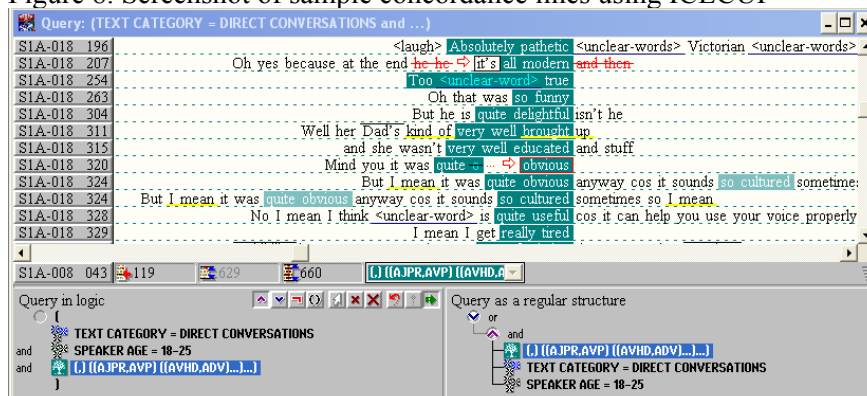 Figure 6. Screenshot of sample concordance lines using ICECUP
Query: (TEXT CATEGORY = DIRECT CONVERSATIONS and ...)
S1A-018 196 <laugh> Absolutely pathetic <unclear-words> Victorian <unclear-words>
S1A-018 207 Oh yes because at the end he he ⇨ it's all modern and then
S1A-018 254 Too <unclear-word> true
S1A-018 263 Oh that was so funny
S1A-018 304 But he is quite delightful isn't he
S1A-018 311 Well her Dad's kind of very well brought up
S1A-018 315 and she wasn't very well educated and stuff
S1A-018 320 Mind you it was quite o ... ⇨ obvious
S1A-018 324 But I mean it was quite obvious anyway cos it sounds so cultured sometime
S1A-018 324 But I mean it was quite obvious anyway cos it sounds so cultured sometimes so I mean
S1A-018 328 No I mean I think <unclear-word> is quite useful cos it can help you use your voice properly
S1A-018 329 I mean I get really tired
S1A-008 043 119 629 660 (,) ((AJPR,AVP) ((AVHD,A
Query in logic
(
TEXT CATEGORY = DIRECT CONVERSATIONS
and SPEAKER AGE = 18-25
and (,) ((AJPR,AVP) ((AVHD,ADV)...)...)
)
Query as a regular structure
or
and
(,) ((AJPR,AVP) ((AVHD,ADV)...)...)
TEXT CATEGORY = DIRECT CONVERSATIONS
SPEAKER AGE = 18-25